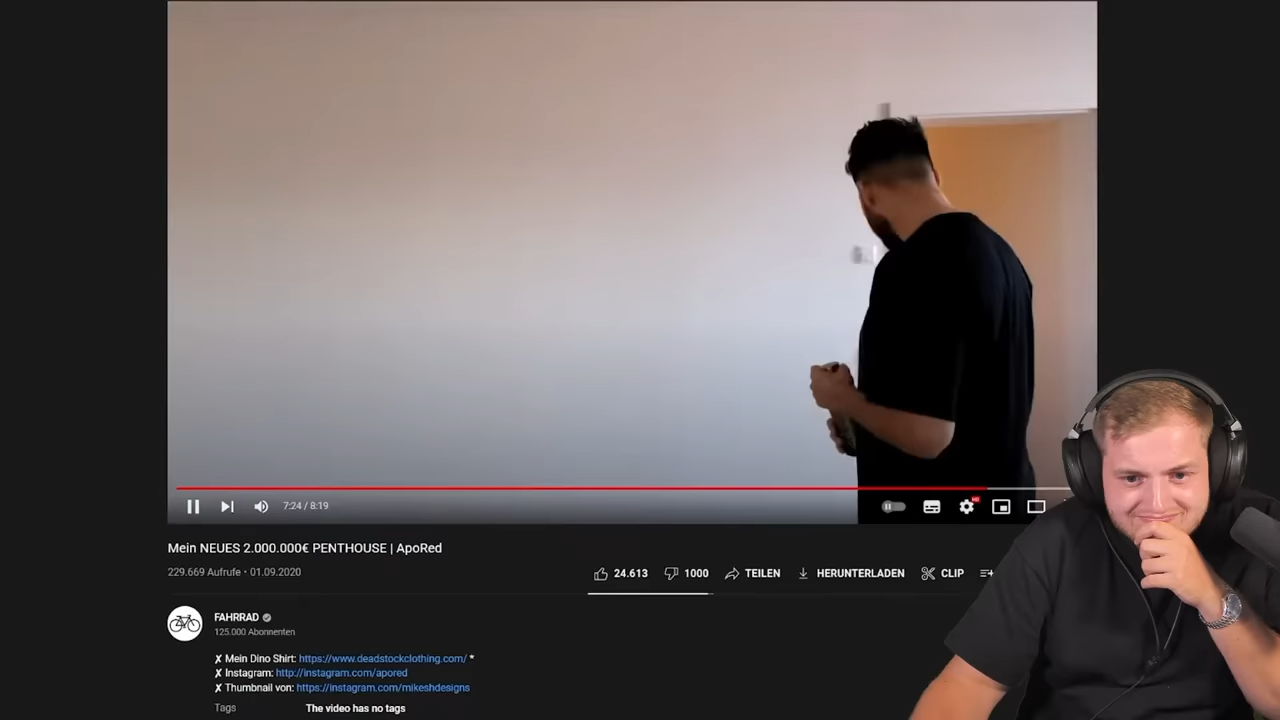 7:24 / 8:19
HD
Mein NEUES 2.000.000€ PENTHOUSE | ApoRed
229.669 Aufrufe • 01.09.2020
24.613 1000 TEILEN HERUNTERLADEN CLIP
FAHRRAD
125.000 Abonnenten
✗ Mein Dino Shirt: https://www.deadstockclothing.com/ *
✗ Instagram: http://instagram.com/apored
✗ Thumbnail von: https://instagram.com/mikeshdesigns
Tags The video has no tags